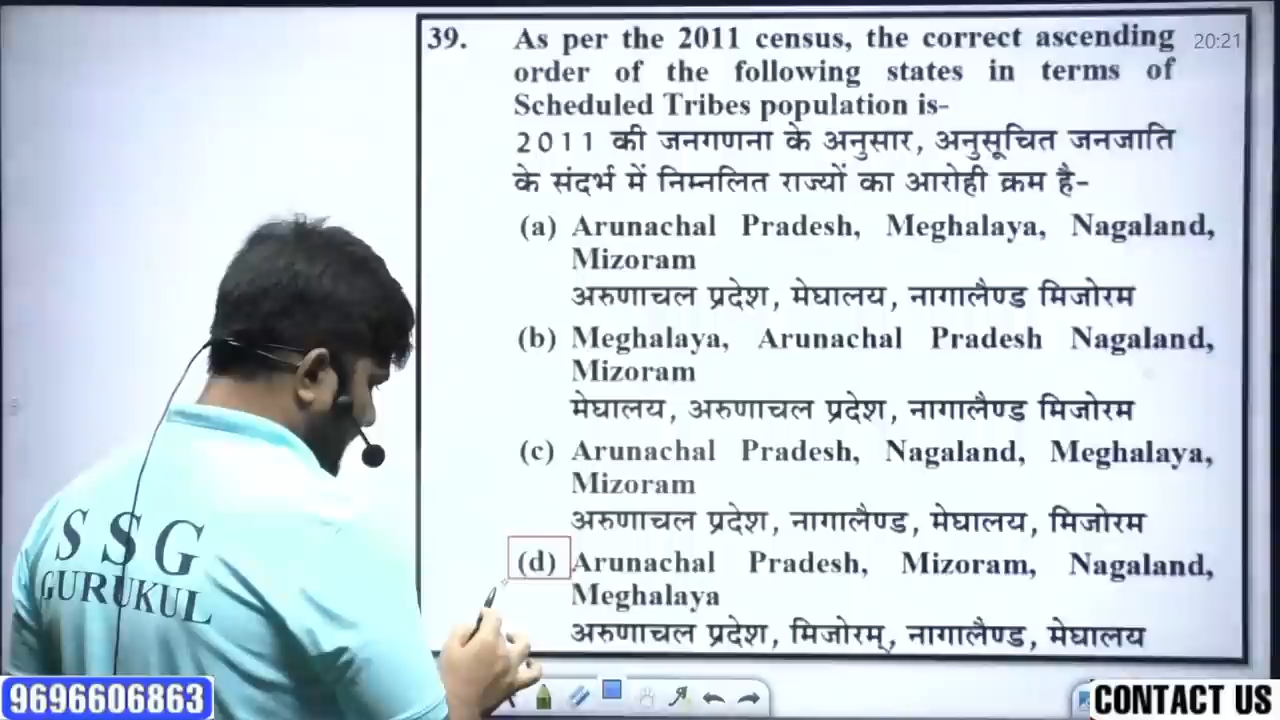 39. As per the 2011 census, the correct ascending
20:21
order of the following states in terms of
Scheduled Tribes population is-
2011 की जनगणना के अनुसार, अनुसूचित जनजाति
के संदर्भ में निम्नलित राज्यों का आरोही क्रम है-
(a) Arunachal Pradesh, Meghalaya, Nagaland,
Mizoram
अरुणाचल प्रदेश, मेघालय, नागालैण्ड मिजोरम
(b) Meghalaya, Arunachal Pradesh Nagaland,
Mizoram
मेघालय, अरुणाचल प्रदेश, नागालैण्ड मिजोरम
(c) Arunachal Pradesh, Nagaland, Meghalaya,
Mizoram
अरुणाचल प्रदेश, नागालैण्ड, मेघालय, मिजोरम
(d) Arunachal Pradesh, Mizoram, Nagaland,
Meghalaya
अरुणाचल प्रदेश, मिजोरम्, नागालैण्ड, मेघालय
SSG
GURUKUL
9696606863
CONTACT US